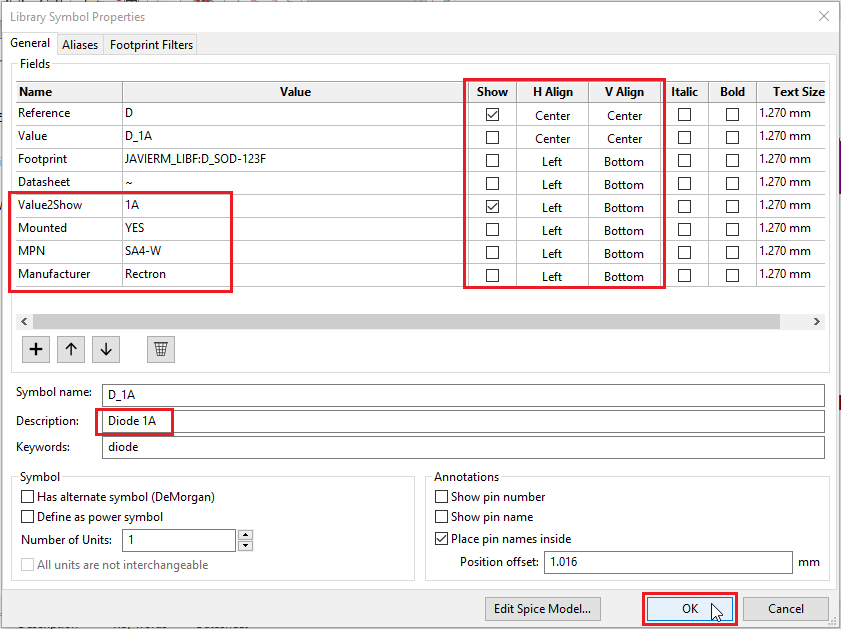 Library Symbol Properties
General Aliases Footprint Filters
Fields
Name Value Show H Align V Align Italic Bold Text Size
Reference D Center Center 1.270 mm
Value D_1A Center Center 1.270 mm
Footprint JAVIERM_LIBF:D_SOD-123F Left Bottom 1.270 mm
Datasheet ~ Left Bottom 1.270 mm
Value2Show 1A Left Bottom 1.270 mm
Mounted YES Left Bottom 1.270 mm
MPN SA4-W Left Bottom 1.270 mm
Manufacturer Rectron Left Bottom 1.270 mm
Symbol name: D_1A
Description: Diode 1A
Keywords: diode
Symbol Annotations
Has alternate symbol (DeMorgan) Show pin number
Define as power symbol Show pin name
Number of Units: 1 Place pin names inside
All units are not interchangeable Position offset: 1.016 mm
Edit Spice Model... OK Cancel